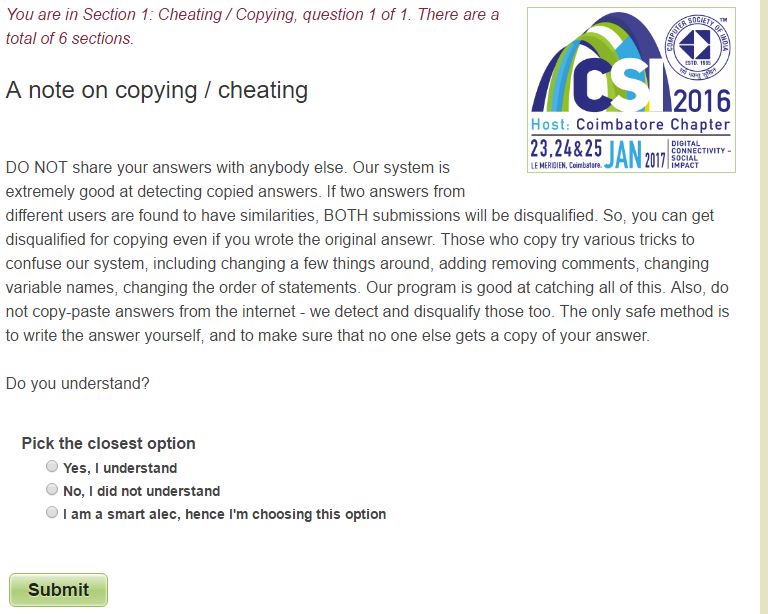 You are in Section 1: Cheating / Copying, question 1 of 1. There are a
total of 6 sections.
COMPUTER SOCIETY OF INDIA
TM
ESTD. 1965
CSI
2016
Host: Coimbatore Chapter
23,24&25 JAN 2017
LE MERIDIEN, Coimbatore.
DIGITAL
CONNECTIVITY -
SOCIAL
IMPACT
A note on copying / cheating
DO NOT share your answers with anybody else. Our system is
extremely good at detecting copied answers. If two answers from
different users are found to have similarities, BOTH submissions will be disqualified. So, you can get
disqualified for copying even if you wrote the original ansewr. Those who copy try various tricks to
confuse our system, including changing a few things around, adding removing comments, changing
variable names, changing the order of statements. Our program is good at catching all of this. Also, do
not copy-paste answers from the internet - we detect and disqualify those too. The only safe method is
to write the answer yourself, and to make sure that no one else gets a copy of your answer.
Do you understand?
Pick the closest option
Yes, I understand
No, I did not understand
I am a smart alec, hence I'm choosing this option
Submit